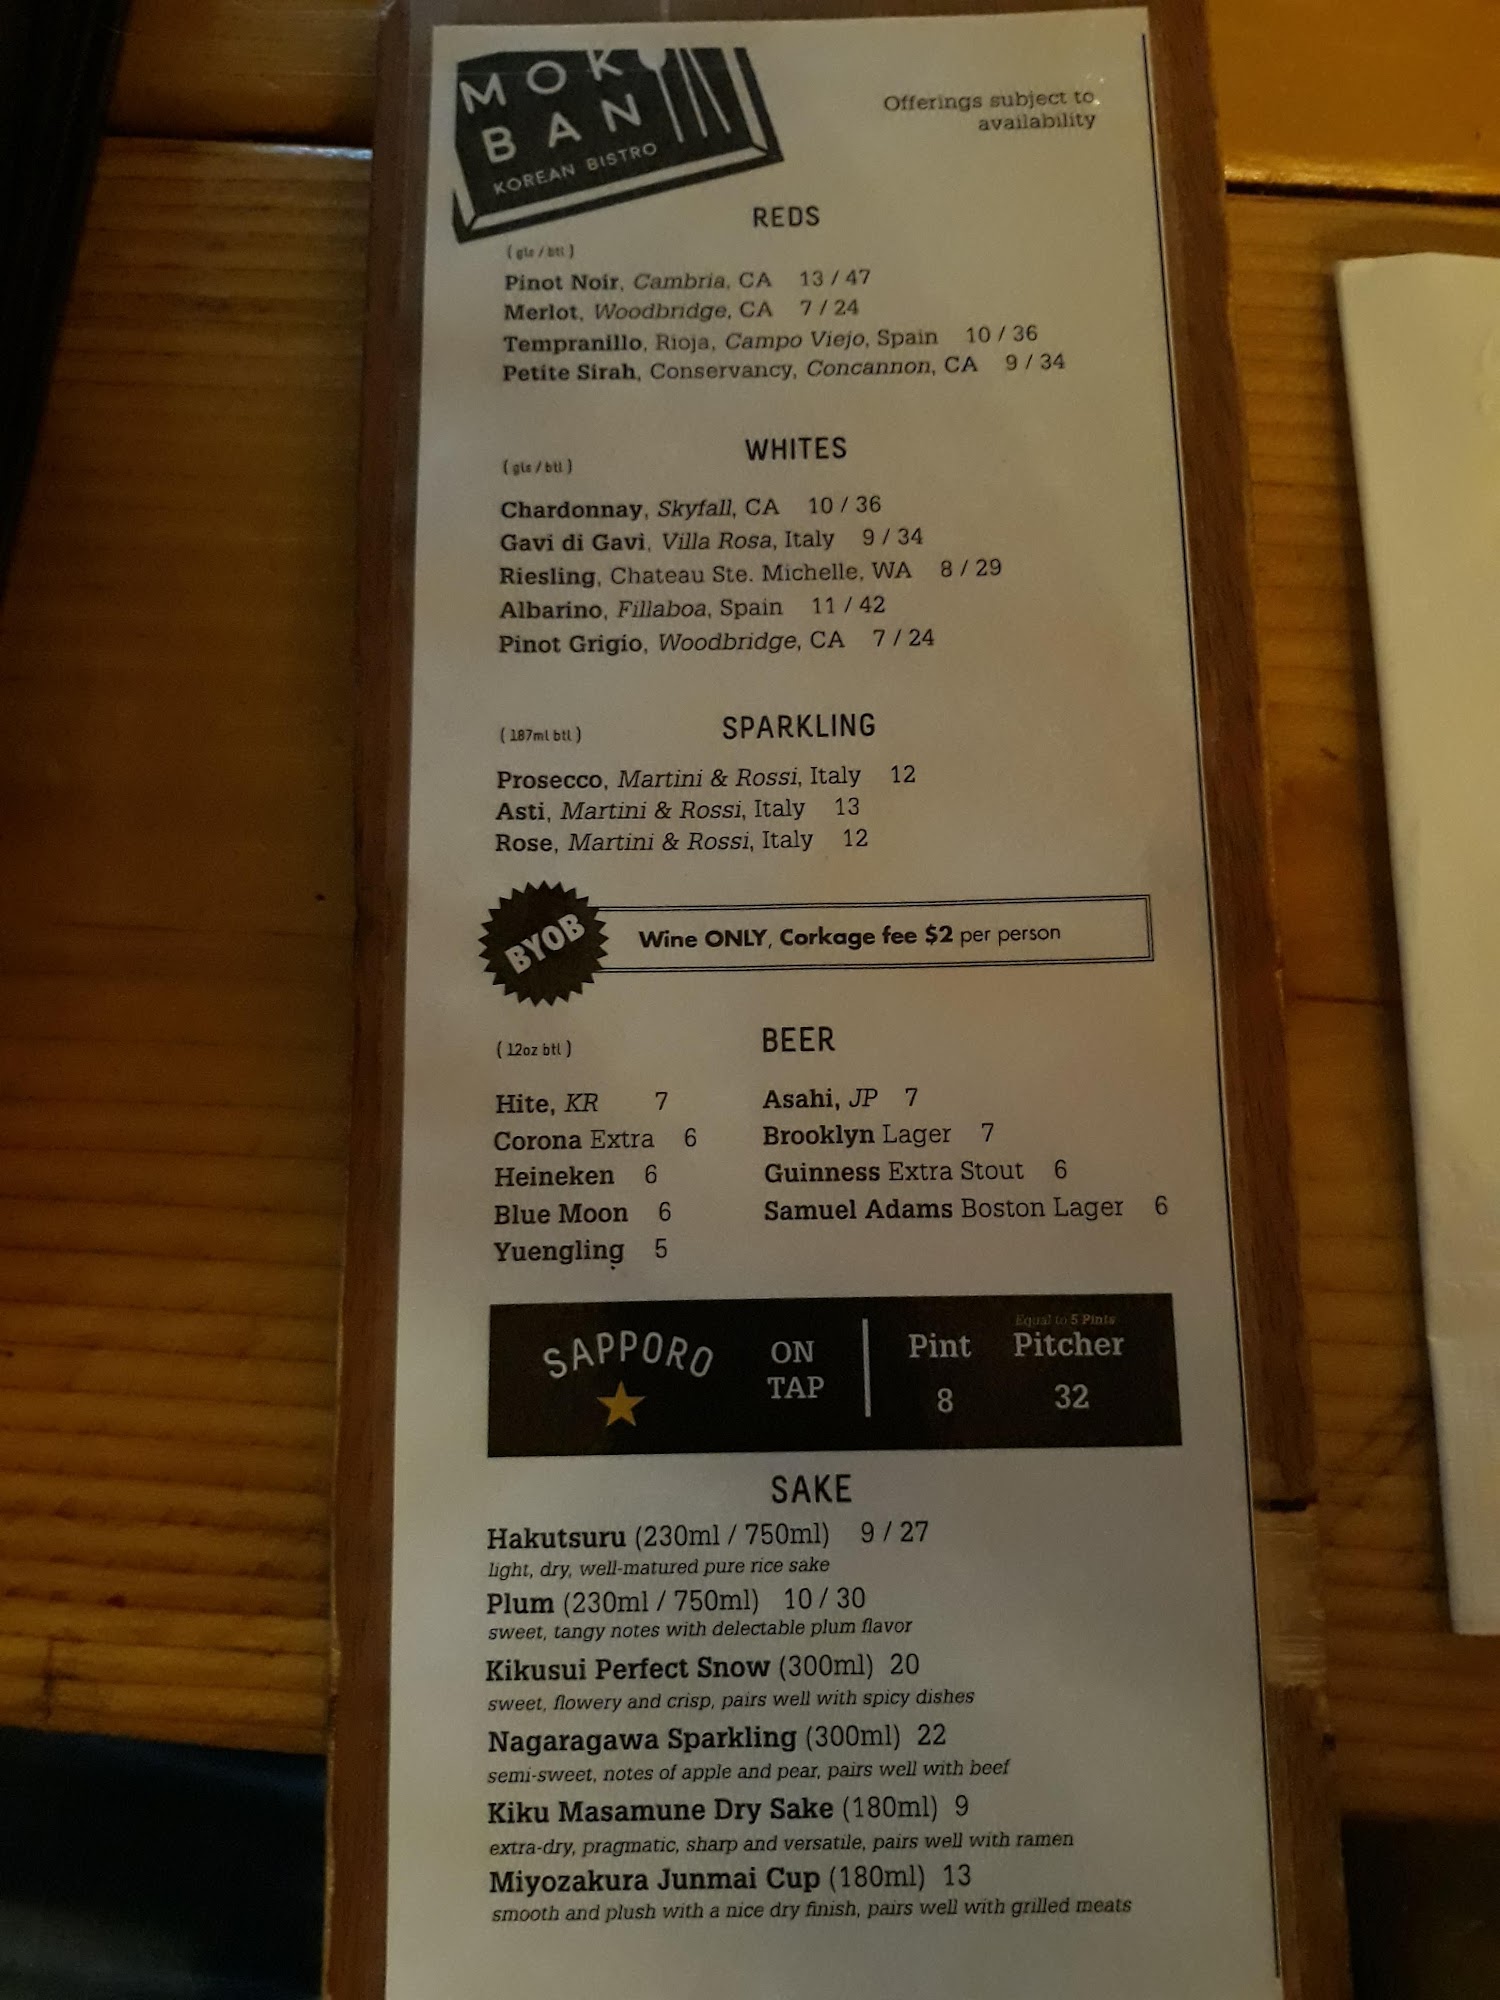 MOK
BAN
KOREAN BISTRO
Offerings subject to
availability
REDS
(gls / btl)
Pinot Noir, Cambria, CA 13 / 47
Merlot, Woodbridge, CA 7 / 24
Tempranillo, Rioja, Campo Viejo, Spain 10 / 36
Petite Sirah, Conservancy, Concannon, CA 9 / 34
WHITES
(gls / btl)
Chardonnay, Skyfall, CA 10 / 36
Gavi di Gavi, Villa Rosa, Italy 9 / 34
Riesling, Chateau Ste. Michelle, WA 8 / 29
Albarino, Fillaboa, Spain 11 / 42
Pinot Grigio, Woodbridge, CA 7 / 24
(187ml btl) SPARKLING
Prosecco, Martini & Rossi, Italy 12
Asti, Martini & Rossi, Italy 13
Rose, Martini & Rossi, Italy 12
BYOB Wine ONLY, Corkage fee $2 per person
(12oz btl) BEER
Hite, KR 7 Asahi, JP 7
Corona Extra 6 Brooklyn Lager 7
Heineken 6 Guinness Extra Stout 6
Blue Moon 6 Samuel Adams Boston Lager 6
Yuengling 5
SAPPORO
ON
TAP
Pint
8
Equal to 5 Pints
Pitcher
32
SAKE
Hakutsuru (230ml / 750ml) 9 / 27
light, dry, well-matured pure rice sake
Plum (230ml / 750ml) 10 / 30
sweet, tangy notes with delectable plum flavor
Kikusui Perfect Snow (300ml) 20
sweet, flowery and crisp, pairs well with spicy dishes
Nagaragawa Sparkling (300ml) 22
semi-sweet, notes of apple and pear, pairs well with beef
Kiku Masamune Dry Sake (180ml) 9
extra-dry, pragmatic, sharp and versatile, pairs well with ramen
Miyozakura Junmai Cup (180ml) 13
smooth and plush with a nice dry finish, pairs well with grilled meats